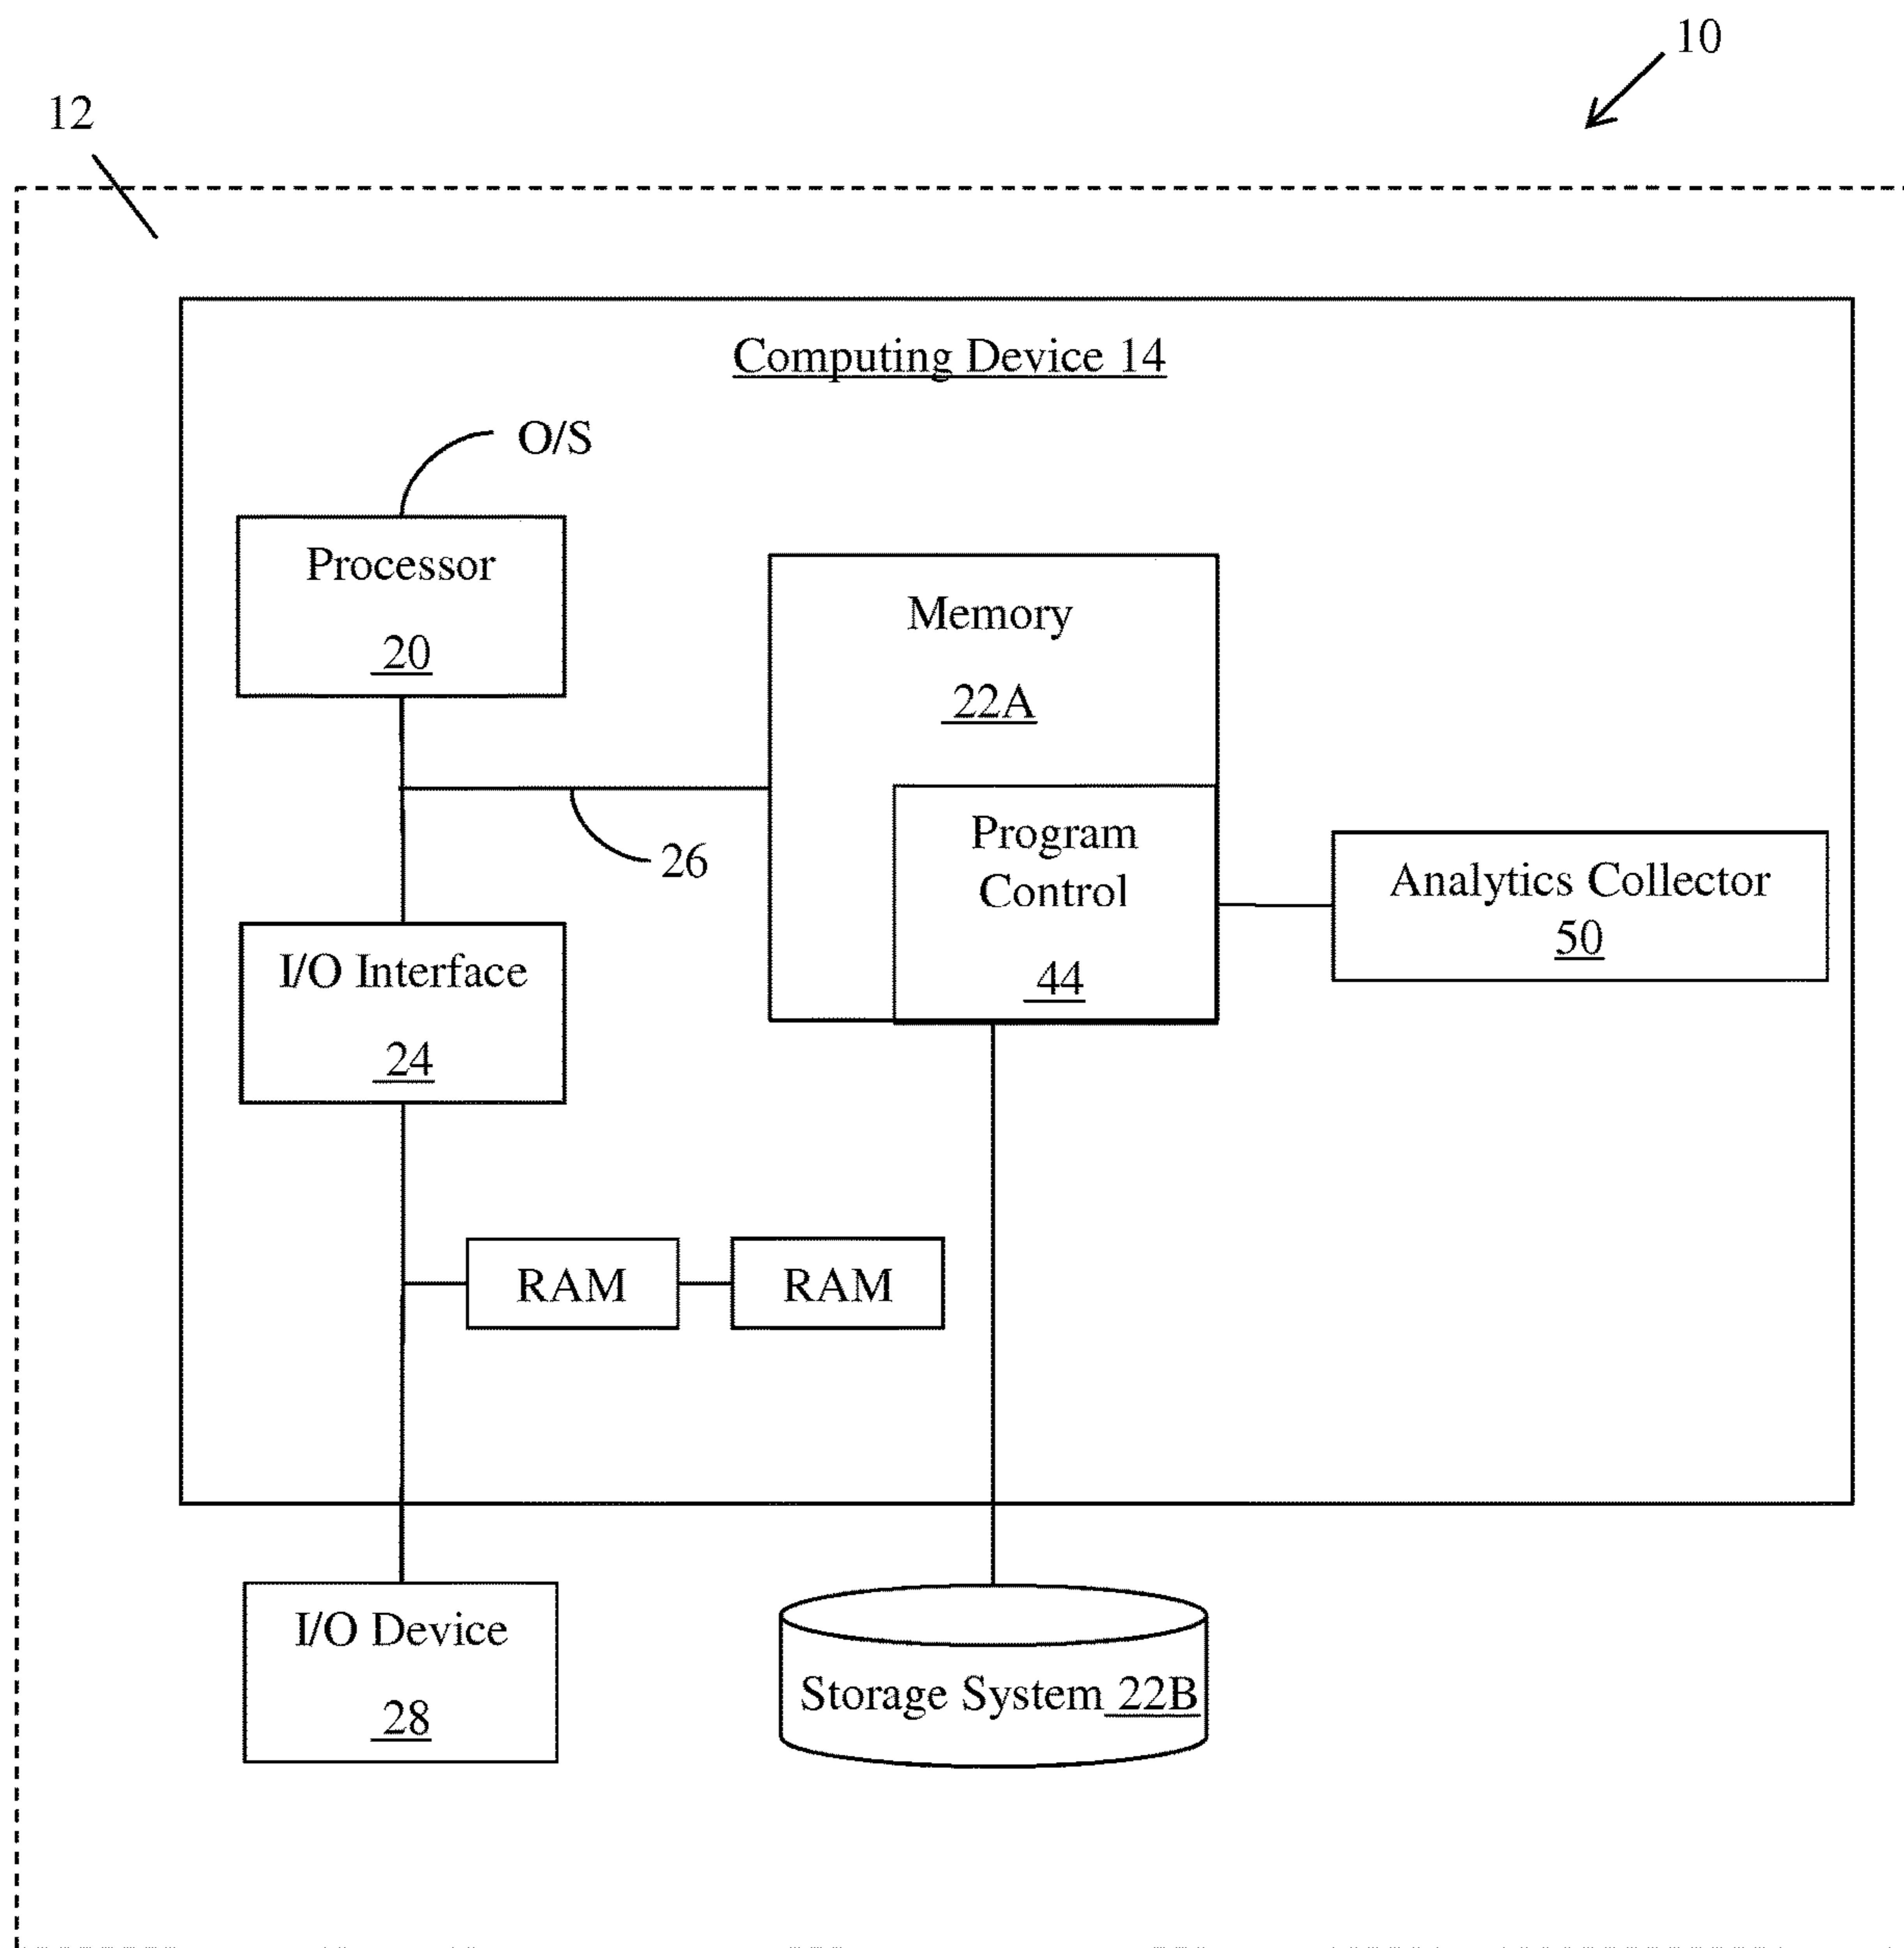 10
12
Computing Device 14
O/S
Processor
20
Memory
22A
26
Program
Control
44
Analytics Collector
50
I/O Interface
24
RAM
RAM
I/O Device
28
Storage System 22B